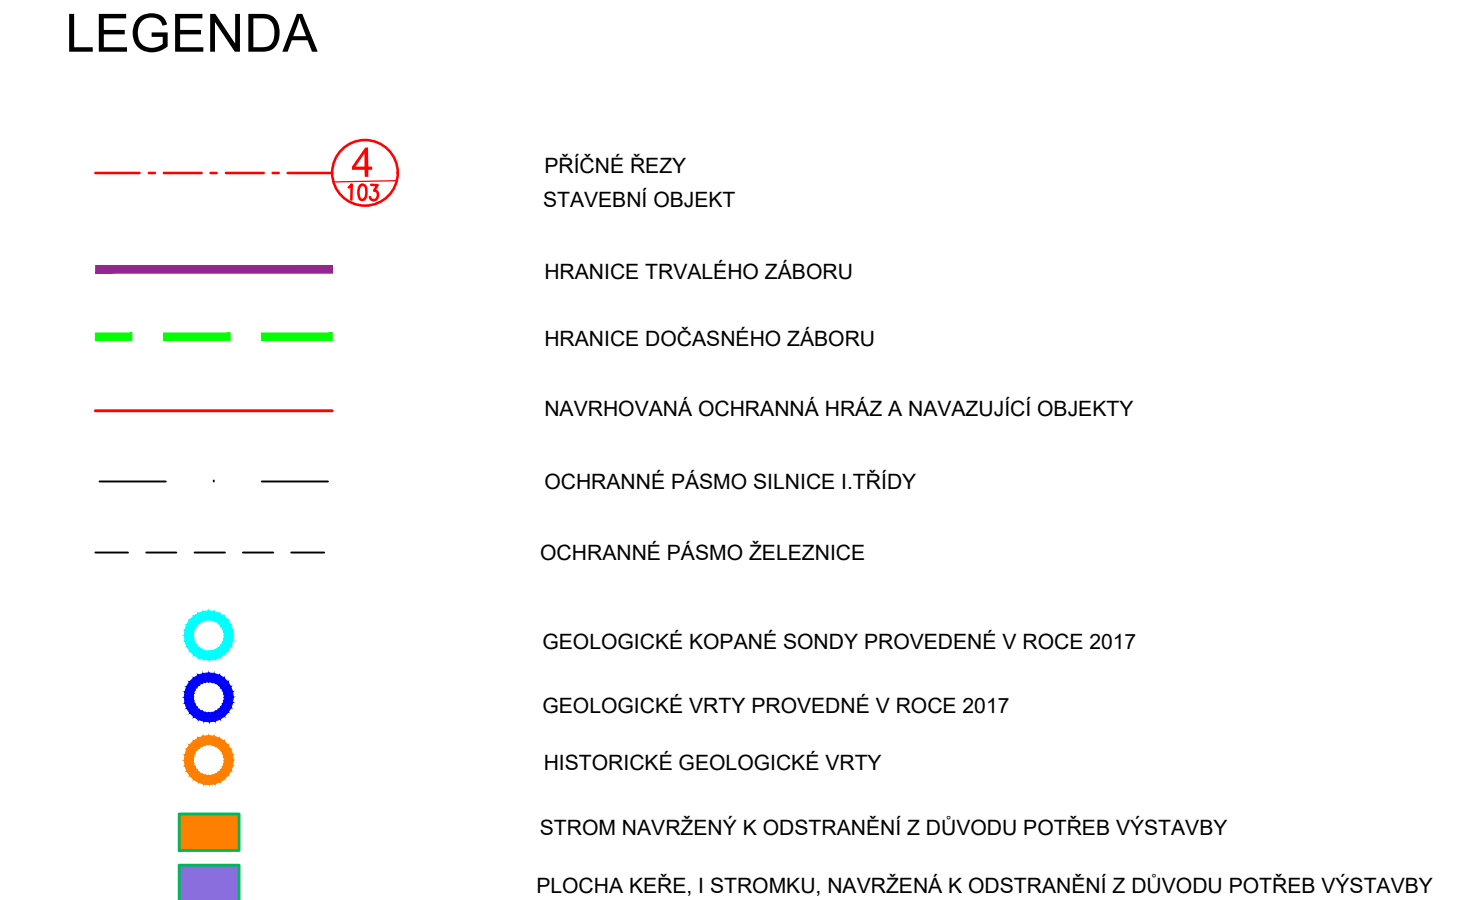 LEGENDA
4
103
PŘÍČNÉ ŘEZY
STAVEBNÍ OBJEKT
HRANICE TRVALÉHO ZÁBORU
HRANICE DOČASNÉHO ZÁBORU
NAVRHOVANÁ OCHRANNÁ HRÁZ A NAVAZUJÍCÍ OBJEKTY
OCHRANNÉ PÁSMO SILNICE I.TŘÍDY
OCHRANNÉ PÁSMO ŽELEZNICE
GEOLOGICKÉ KOPANÉ SONDY PROVEDENÉ V ROCE 2017
GEOLOGICKÉ VRTY PROVEDNÉ V ROCE 2017
HISTORICKÉ GEOLOGICKÉ VRTY
STROM NAVRŽENÝ K ODSTRANĚNÍ Z DŮVODU POTŘEB VÝSTAVBY
PLOCHA KEŘE, I STROMKU, NAVRŽENÁ K ODSTRANĚNÍ Z DŮVODU POTŘEB VÝSTAVBY